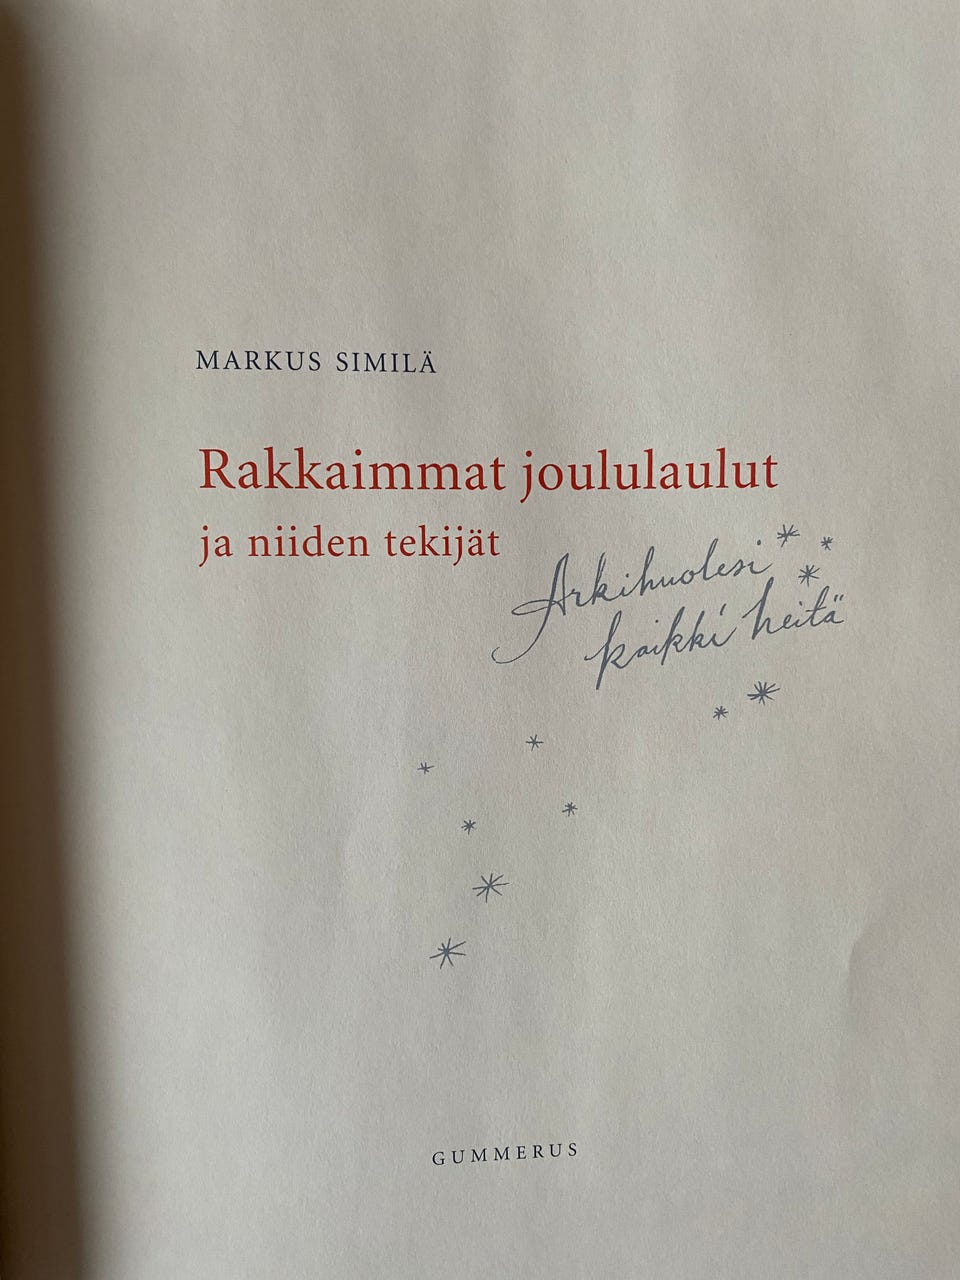 MARKUS SIMILÄ
Rakkaimmat joululaulut
ja niiden tekijät
Arkihuolesi
kaikki heitä
GUMMERUS